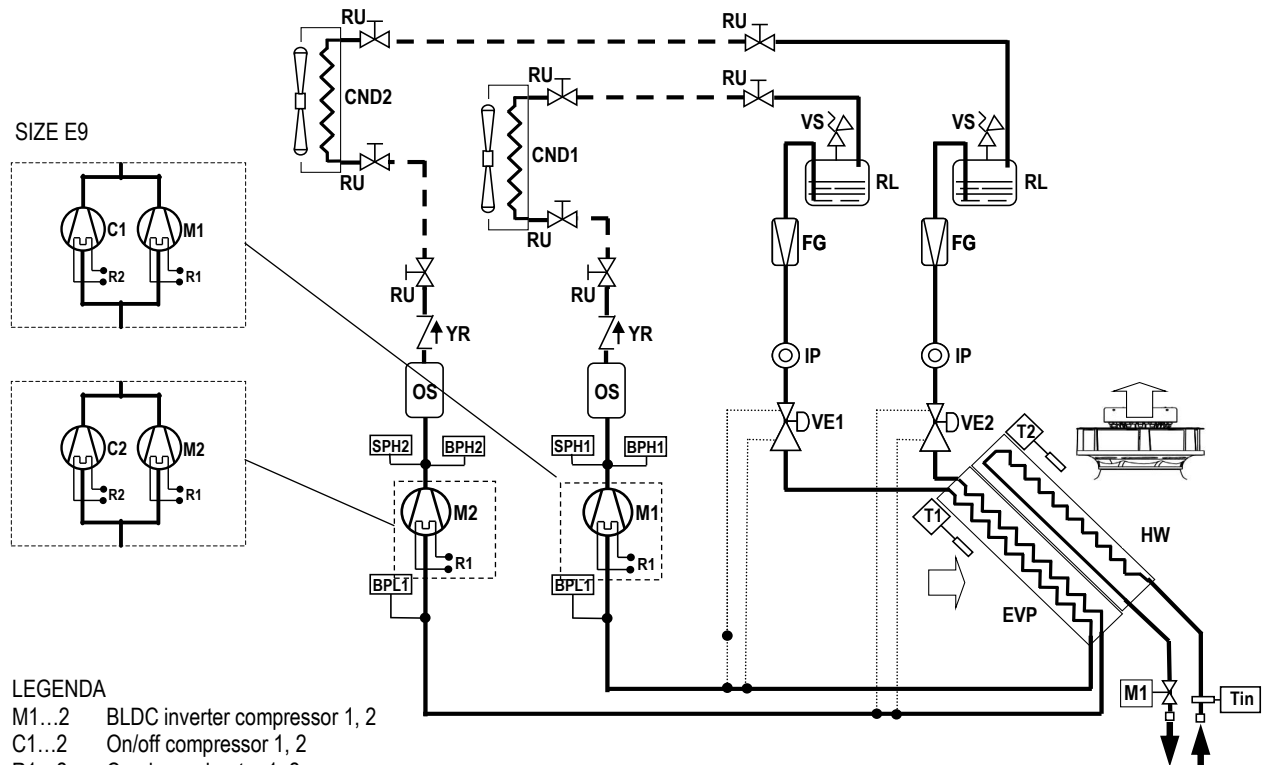 RU
RU
CND2
RU
RU
SIZE E9
VS
VS
CND1
RU
RL
RL
RU
C1
M1
FG
FG
R2
R1
RU
RU
YR
YR
IP
IP
OS
OS
VE1
VE2
T2
C2
M2
SPH2
BPH2
SPH1
BPH1
R2
R1
M2
M1
T1
HW
R1
R1
BPL1
BPL1
EVP
LEGENDA
M1
Tin
M1...2 BLDC inverter compressor 1, 2
C1...2 On/off compressor 1, 2